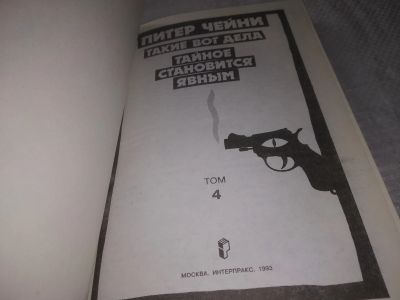 ПИТЕР ЧЕЙНИ
ТАКИЕ ВОТ ДЕЛА
ТАЙНОЕ
СТАНОВИТСЯ
ЯВНЫМ
ТОМ
4
МОСКВА. ИНТЕРПРАКС. 1993